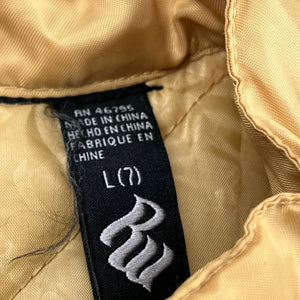 RN 46795
MADE IN CHINA
HECHO EN CHINA
FABRIQUE EN
CHINE
L (7)